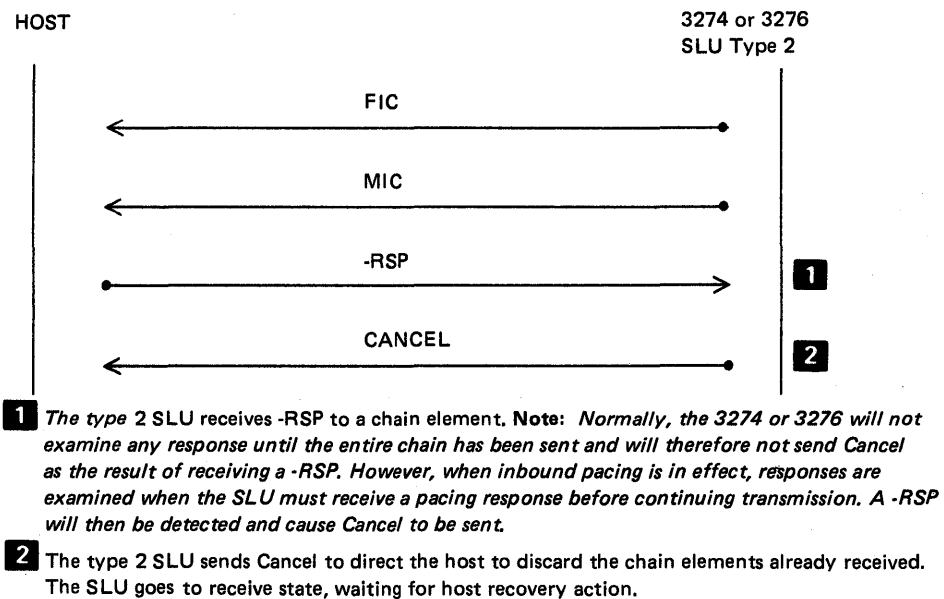 HOST
3274 or 3276
SLU Type 2
FIC
MIC
-RSP
1
CANCEL
2
1 The type 2 SLU receives -RSP to a chain element. Note: Normally, the 3274 or 3276 will not
examine any response until the entire chain has been sent and will therefore not send Cancel
as the result of receiving a -RSP. However, when inbound pacing is in effect, responses are
examined when the SLU must receive a pacing response before continuing transmission. A -RSP
will then be detected and cause Cancel to be sent.
2 The type 2 SLU sends Cancel to direct the host to discard the chain elements already received.
The SLU goes to receive state, waiting for host recovery action.